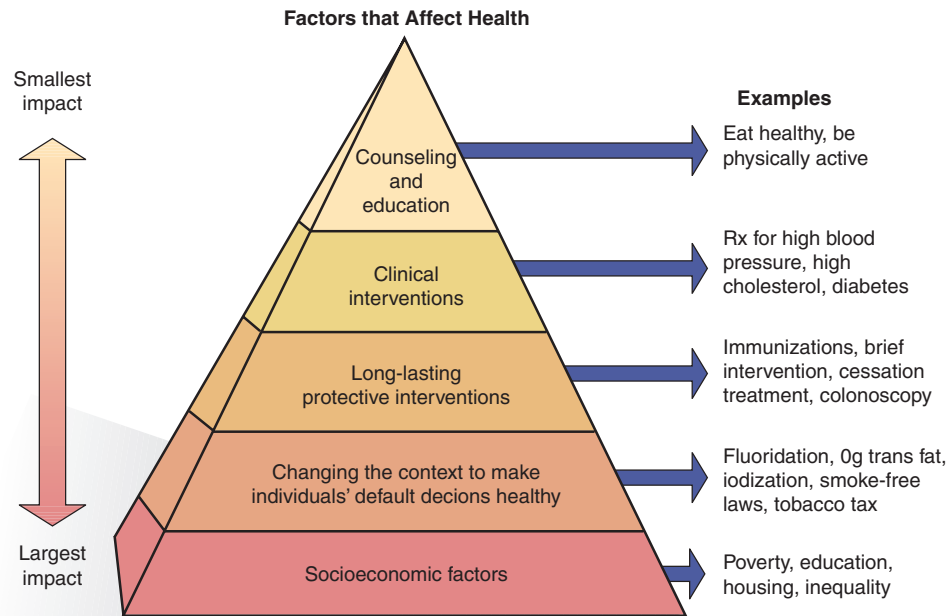 Factors that Affect Health
Smallest
impact
Largest
impact
Counseling
and
education
Clinical
interventions
Long-lasting
protective interventions
Changing the context to make
individuals' default decions healthy
Socioeconomic factors
Examples
Eat healthy, be
physically active
Rx for high blood
pressure, high
cholesterol, diabetes
Immunizations, brief
intervention, cessation
treatment, colonoscopy
Fluoridation, 0g trans fat,
iodization, smoke-free
laws, tobacco tax
Poverty, education,
housing, inequality